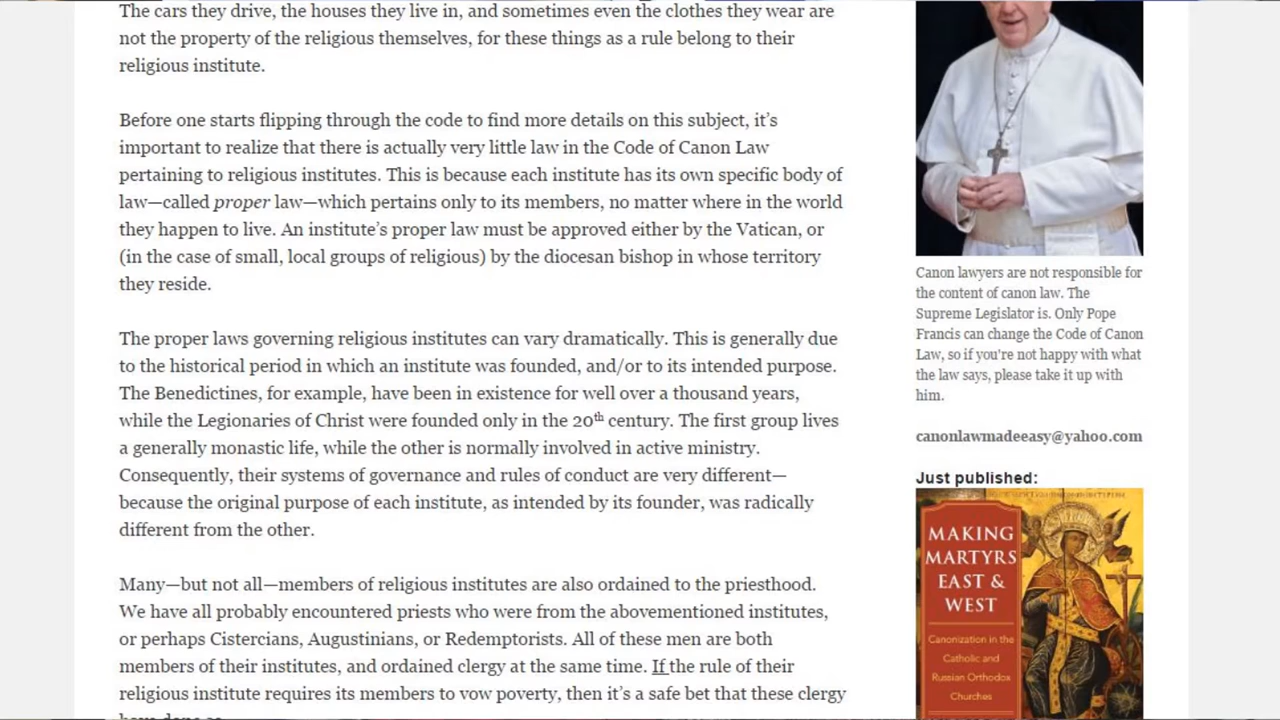 The cars they drive, the houses they live in, and sometimes even the clothes they wear are
not the property of the religious themselves, for these things as a rule belong to their
religious institute.
Before one starts flipping through the code to find more details on this subject, it's
important to realize that there is actually very little law in the Code of Canon Law
pertaining to religious institutes. This is because each institute has its own specific body of
law—called proper law—which pertains only to its members, no matter where in the world
they happen to live. An institute's proper law must be approved either by the Vatican, or
(in the case of small, local groups of religious) by the diocesan bishop in whose territory
they reside.
The proper laws governing religious institutes can vary dramatically. This is generally due
to the historical period in which an institute was founded, and/or to its intended purpose.
The Benedictines, for example, have been in existence for well over a thousand years,
while the Legionaries of Christ were founded only in the 20th century. The first group lives
a generally monastic life, while the other is normally involved in active ministry.
Consequently, their systems of governance and rules of conduct are very different—
because the original purpose of each institute, as intended by its founder, was radically
different from the other.
Many—but not all—members of religious institutes are also ordained to the priesthood.
We have all probably encountered priests who were from the abovementioned institutes,
or perhaps Cistercians, Augustinians, or Redemptorists. All of these men are both
members of their institutes, and ordained clergy at the same time. If the rule of their
religious institute requires its members to vow poverty, then it's a safe bet that these clergy
Canon lawyers are not responsible for
the content of canon law. The
Supreme Legislator is. Only Pope
Francis can change the Code of Canon
Law, so if you're not happy with what
the law says, please take it up with
him.
canonlawmadeeasy@yahoo.com
Just published:
MAKING
MARTYRS
EAST &
WEST
Canonization in the
Catholic and
Russian Orthodox
Churches